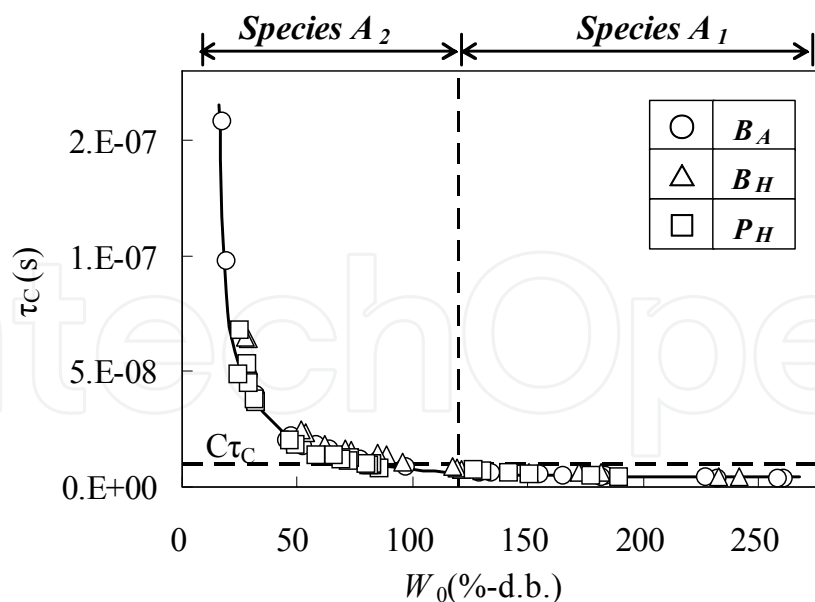 Species A 2 Species A 1
2.E-07
1.E-07
5.E-08
0.E+00
τC (s)
CτC
B A
B H
P H
0 50 100 150 200 250
W0(%-d.b.)
ntechOpe